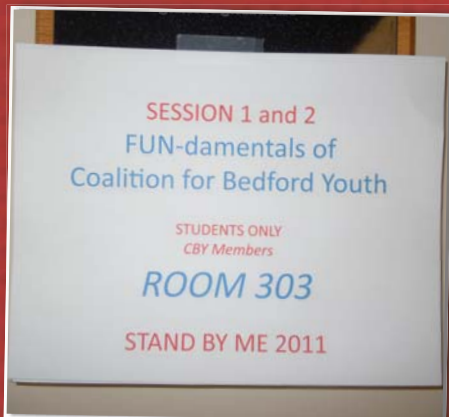 SESSION 1 and 2
FUN-damentals of
Coalition for Bedford Youth
STUDENTS ONLY
CBY Members
ROOM 303
STAND BY ME 2011